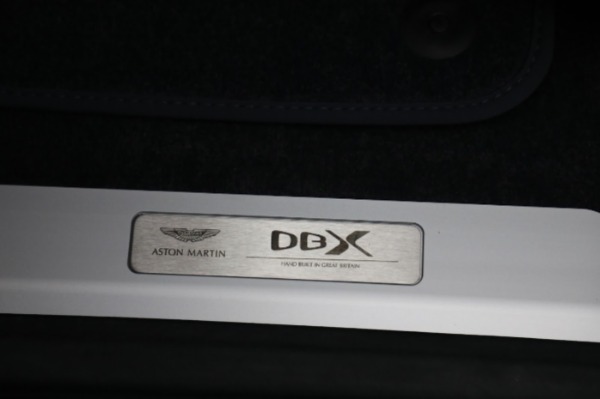 DBX
ASTON MARTIN
HAND BUILT IN GREAT BRITAIN